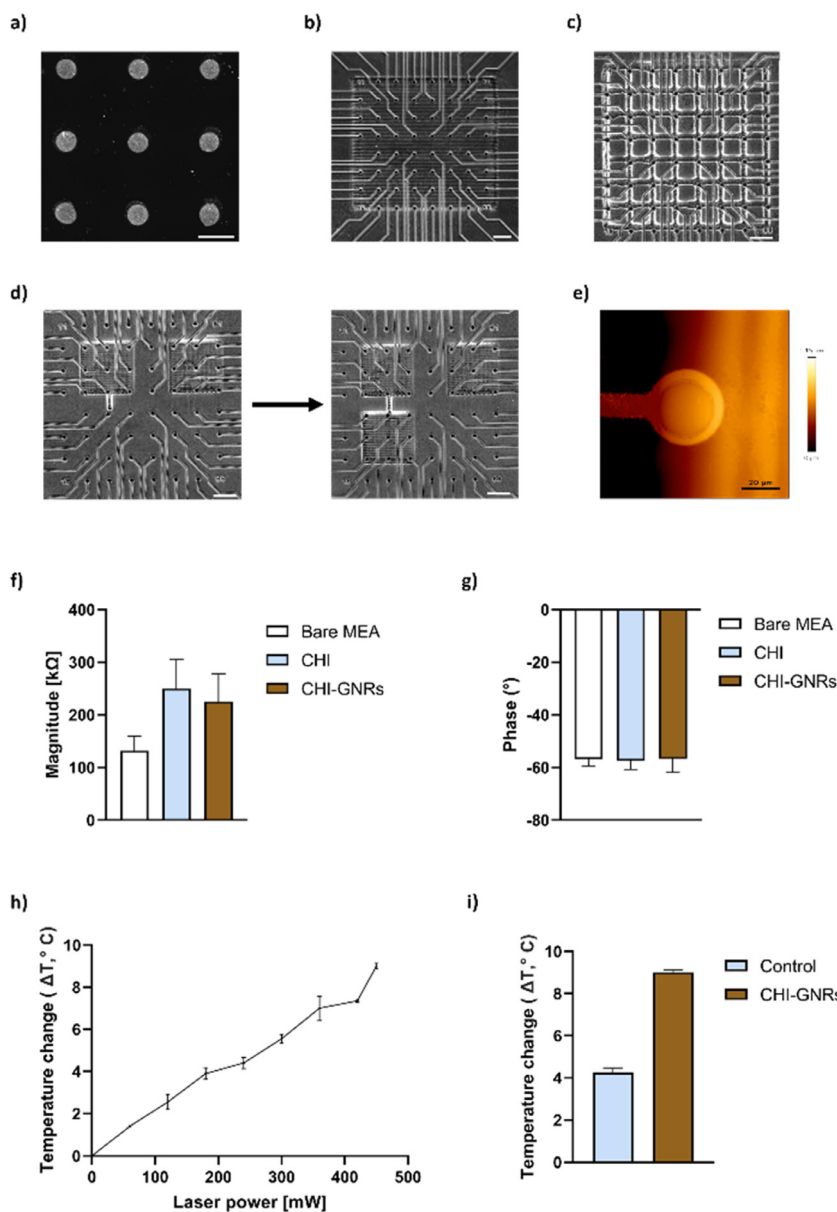 a)
b)
c)
d)
e)
20 µm
f)
Magnitude [kΩ]
400
300
200
100
0
Bare MEA
CHI
CHI-GNRs
g)
Phase (°)
0
-20
-40
-60
-80
Bare MEA
CHI
CHI-GNRs
h)
Temperature change ( ΔT,° C)
10
8
6
4
2
0
0 100 200 300 400 500
Laser power [mW]
i)
Temperature change ( ΔT,° C)
10
8
6
4
2
0
Control
CHI-GNRs